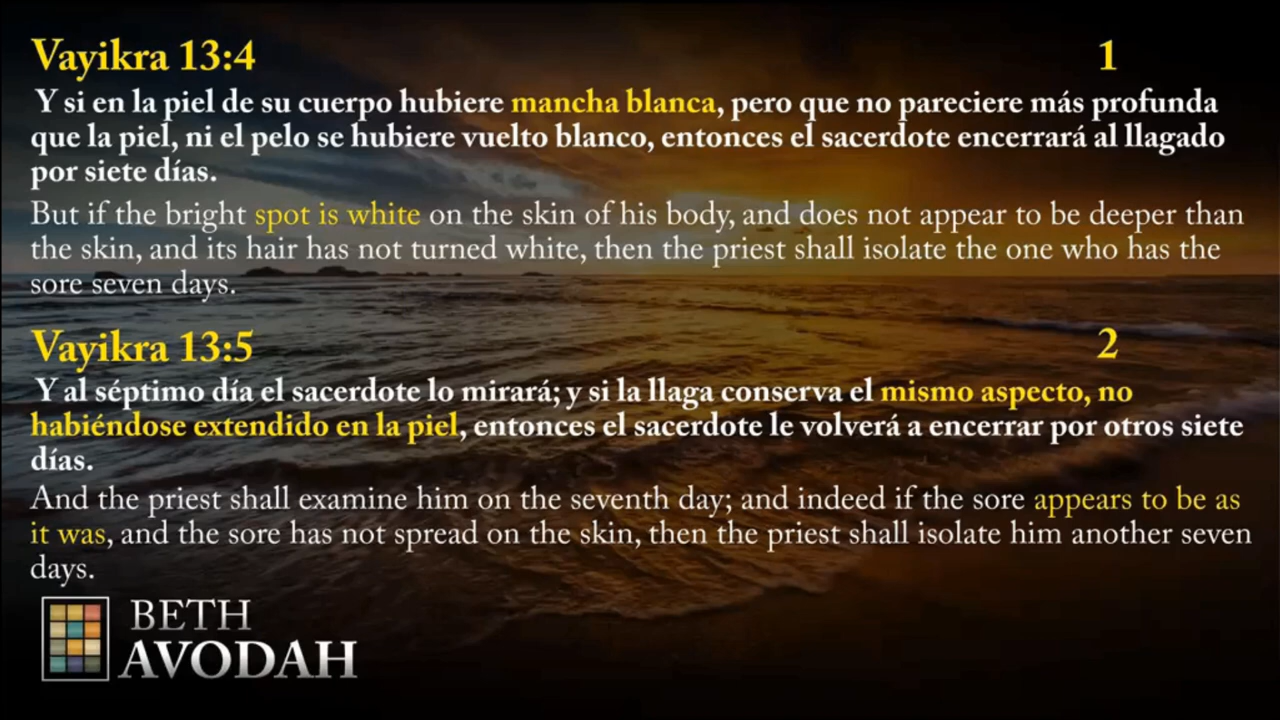 Vayikra 13:4 1
Y si en la piel de su cuerpo hubiere mancha blanca, pero que no pareciere más profunda
que la piel, ni el pelo se hubiere vuelto blanco, entonces el sacerdote encerrará al llagado
por siete días.
But if the bright spot is white on the skin of his body, and does not appear to be deeper than
the skin, and its hair has not turned white, then the priest shall isolate the one who has the
sore seven days.
Vayikra 13:5 2
Y al séptimo día el sacerdote lo mirará; y si la llaga conserva el mismo aspecto, no
habiéndose extendido en la piel, entonces el sacerdote le volverá a encerrar por otros siete
días.
And the priest shall examine him on the seventh day; and indeed if the sore appears to be as
it was, and the sore has not spread on the skin, then the priest shall isolate him another seven
days.
BETH
AVODAH